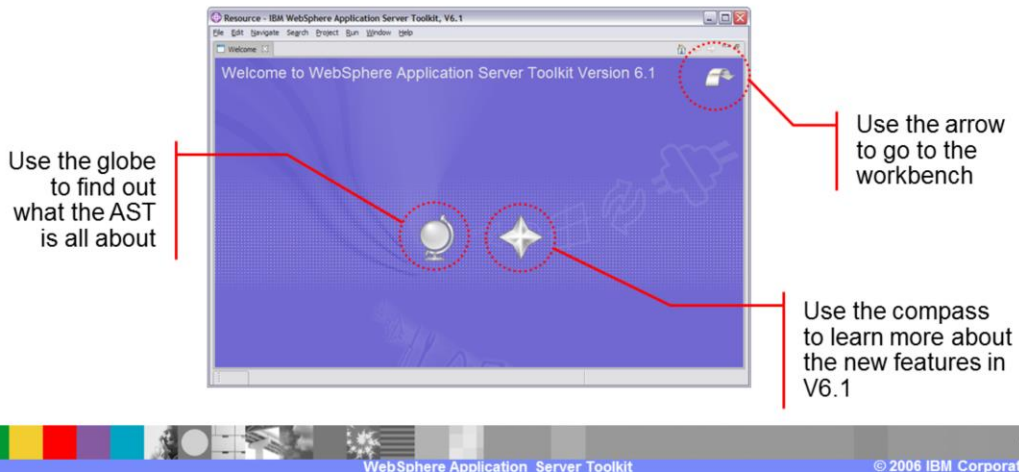 Resource - IBM WebSphere Application Server Toolkit, V6.1
File Edit Navigate Search Project Run Window Help
Welcome
Welcome to WebSphere Application Server Toolkit Version 6.1
Use the arrow
to go to the
workbench
Use the globe
to find out
what the AST
is all about
Use the compass
to learn more about
the new features in
V6.1
WebSphere Application Server Toolkit
© 2006 IBM Corporat